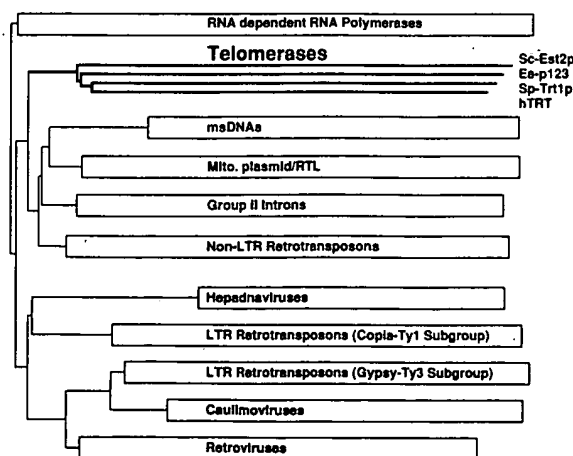 RNA dependent RNA Polymerases
Telomerases
Sc-Est2p
Ea-p123
Sp-Trt1p
hTRT
msDNAs
Mito. plasmid/RTL
Group II Introns
Non-LTR Retrotransposons
Hepadnaviruses
LTR Retrotransposons (Copia-Ty1 Subgroup)
LTR Retrotransposons (Gypsy-Ty3 Subgroup)
Caulimoviruses
Retroviruses